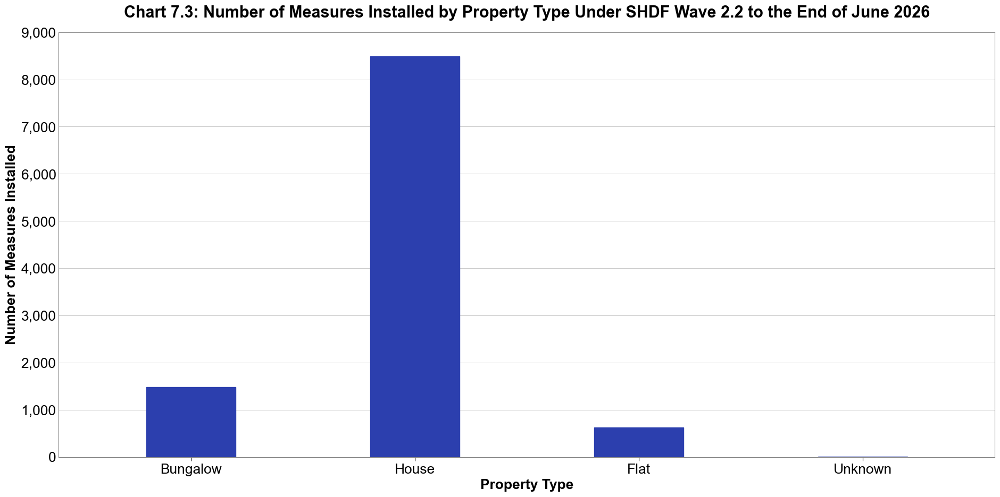 Chart 7.3: Number of Measures Installed by Property Type Under SHDF Wave 2.2 to the End of June 2026
9,000
8,000
7,000
6,000
5,000
4,000
3,000
2,000
1,000
0
Number of Measures Installed
Bungalow House Flat Unknown
Property Type